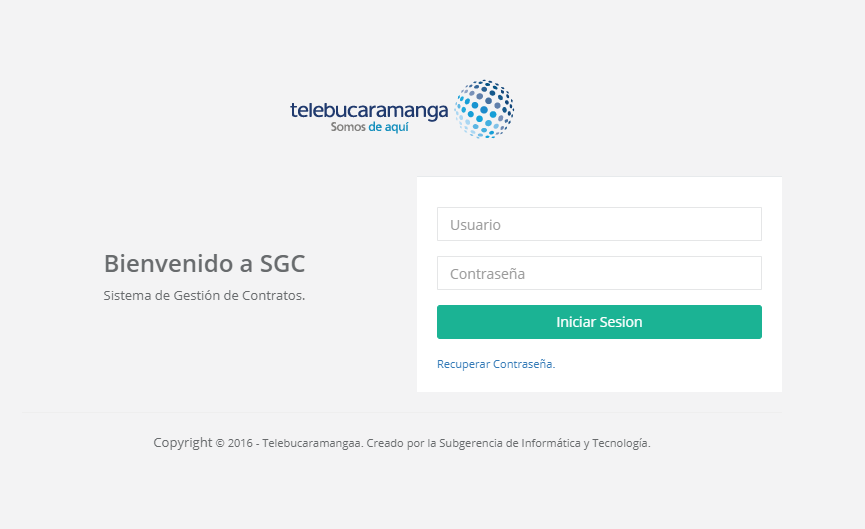 telebucaramanga
Somos de aquí
Bienvenido a SGC
Sistema de Gestión de Contratos.
Usuario
Contraseña
Iniciar Sesion
Recuperar Contraseña.
Copyright © 2016 - Telebucaramangaa. Creado por la Subgerencia de Informática y Tecnología.